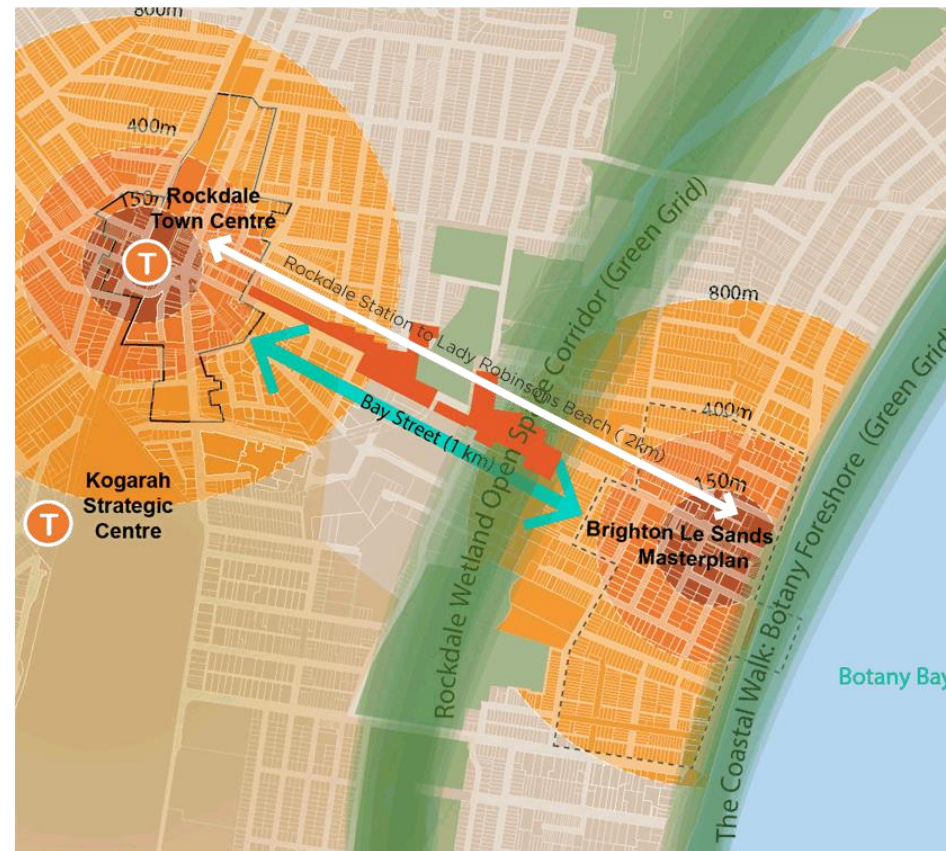 800m
400m
150m
Rockdale
Town Centre
T
Rockdale Station to Lady Robinsons Beach ( 2km)
Bay Street (1 km)
Kogarah
Strategic
Centre
T
Rockdale Wetland Open Space Corridor (Green Grid)
800m
400m
150m
Brighton Le Sands
Masterplan
The Coastal Walk: Botany Foreshore (Green Grid
Botany Bay